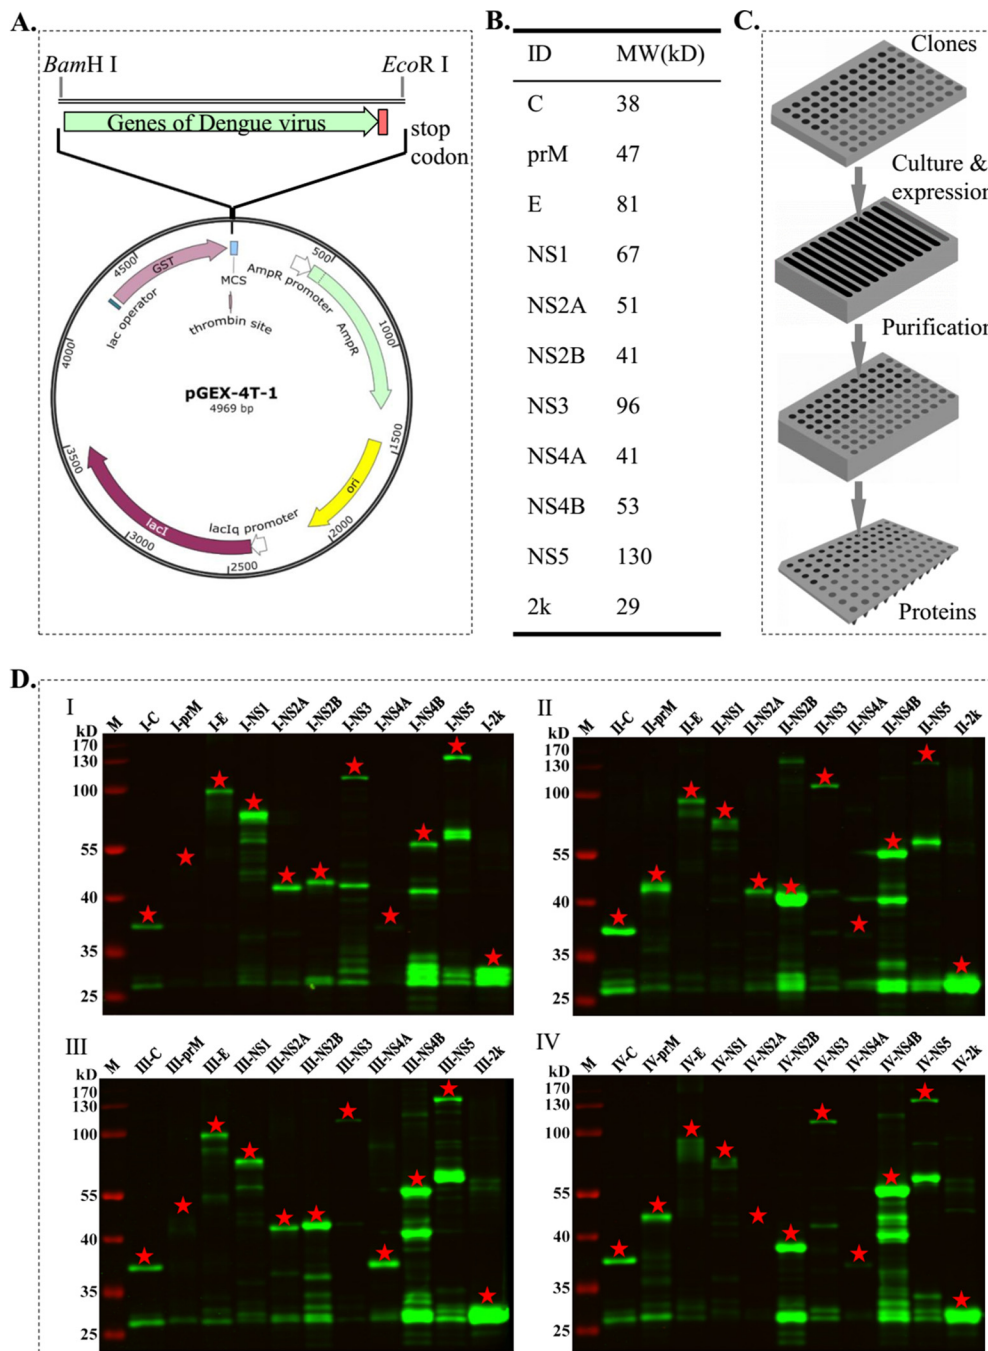 A.
BamH I
EcoR I
Genes of Dengue virus
stop
codon
4500
500
GST
lac operator
MCS
AmpR promoter
AmpR
thrombin site
4000
1000
pGEX-4T-1
4969 bp
3500
1500
ori
lacI
lacIq promoter
3000
2500
2000
B.
ID MW(kD)
C 38
prM 47
E 81
NS1 67
NS2A 51
NS2B 41
NS3 96
NS4A 41
NS4B 53
NS5 130
2k 29
C.
Clones
Culture &
expression
Purification
Proteins
D.
I
kD M I-C I-prM I-E I-NS1 I-NS2A I-NS2B I-NS3 I-NS4A I-NS4B I-NS5 I-2k
170
130
100
55
40
35
25
II
kD M II-C II-prM II-E II-NS1 II-NS2A II-NS2B II-NS3 II-NS4A II-NS4B II-NS5 II-2k
170
130
100
55
40
35
25
III
kD M III-C III-prM III-E III-NS1 III-NS2A III-NS2B III-NS3 III-NS4A III-NS4B III-NS5 III-2k
170
130
100
55
40
35
25
IV
kD M IV-C IV-prM IV-E IV-NS1 IV-NS2A IV-NS2B IV-NS3 IV-NS4A IV-NS4B IV-NS5 IV-2k
170
130
100
55
40
35
25